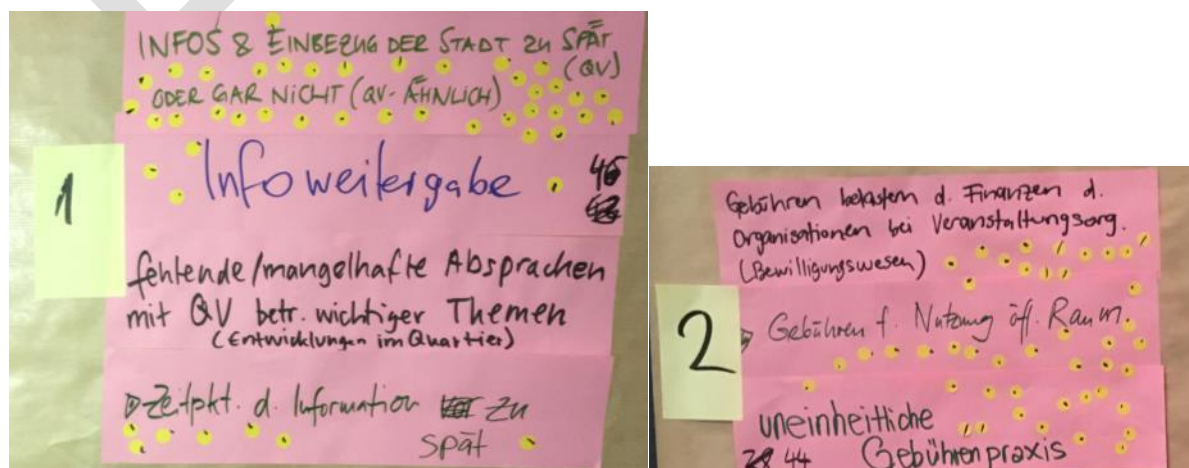 INFOS & EINBEZUG DER STADT ZU SPÄT
(QV)
ODER GAR NICHT (QV-ÄHNLICH)
1
Infoweitergabe
46
fehlende/mangelhafte Absprachen
mit QV betr. wichtiger Themen
(Entwicklungen im Quartier)
Zeitpkt. d. Information zu
spät
Gebühren belasten d. Finanzen d.
Organisationen bei Veranstaltungsorg.
(Bewilligungswesen)
2
Gebühren f. Nutzung öff. Raum.
uneinheitliche
44 Gebührenpraxis